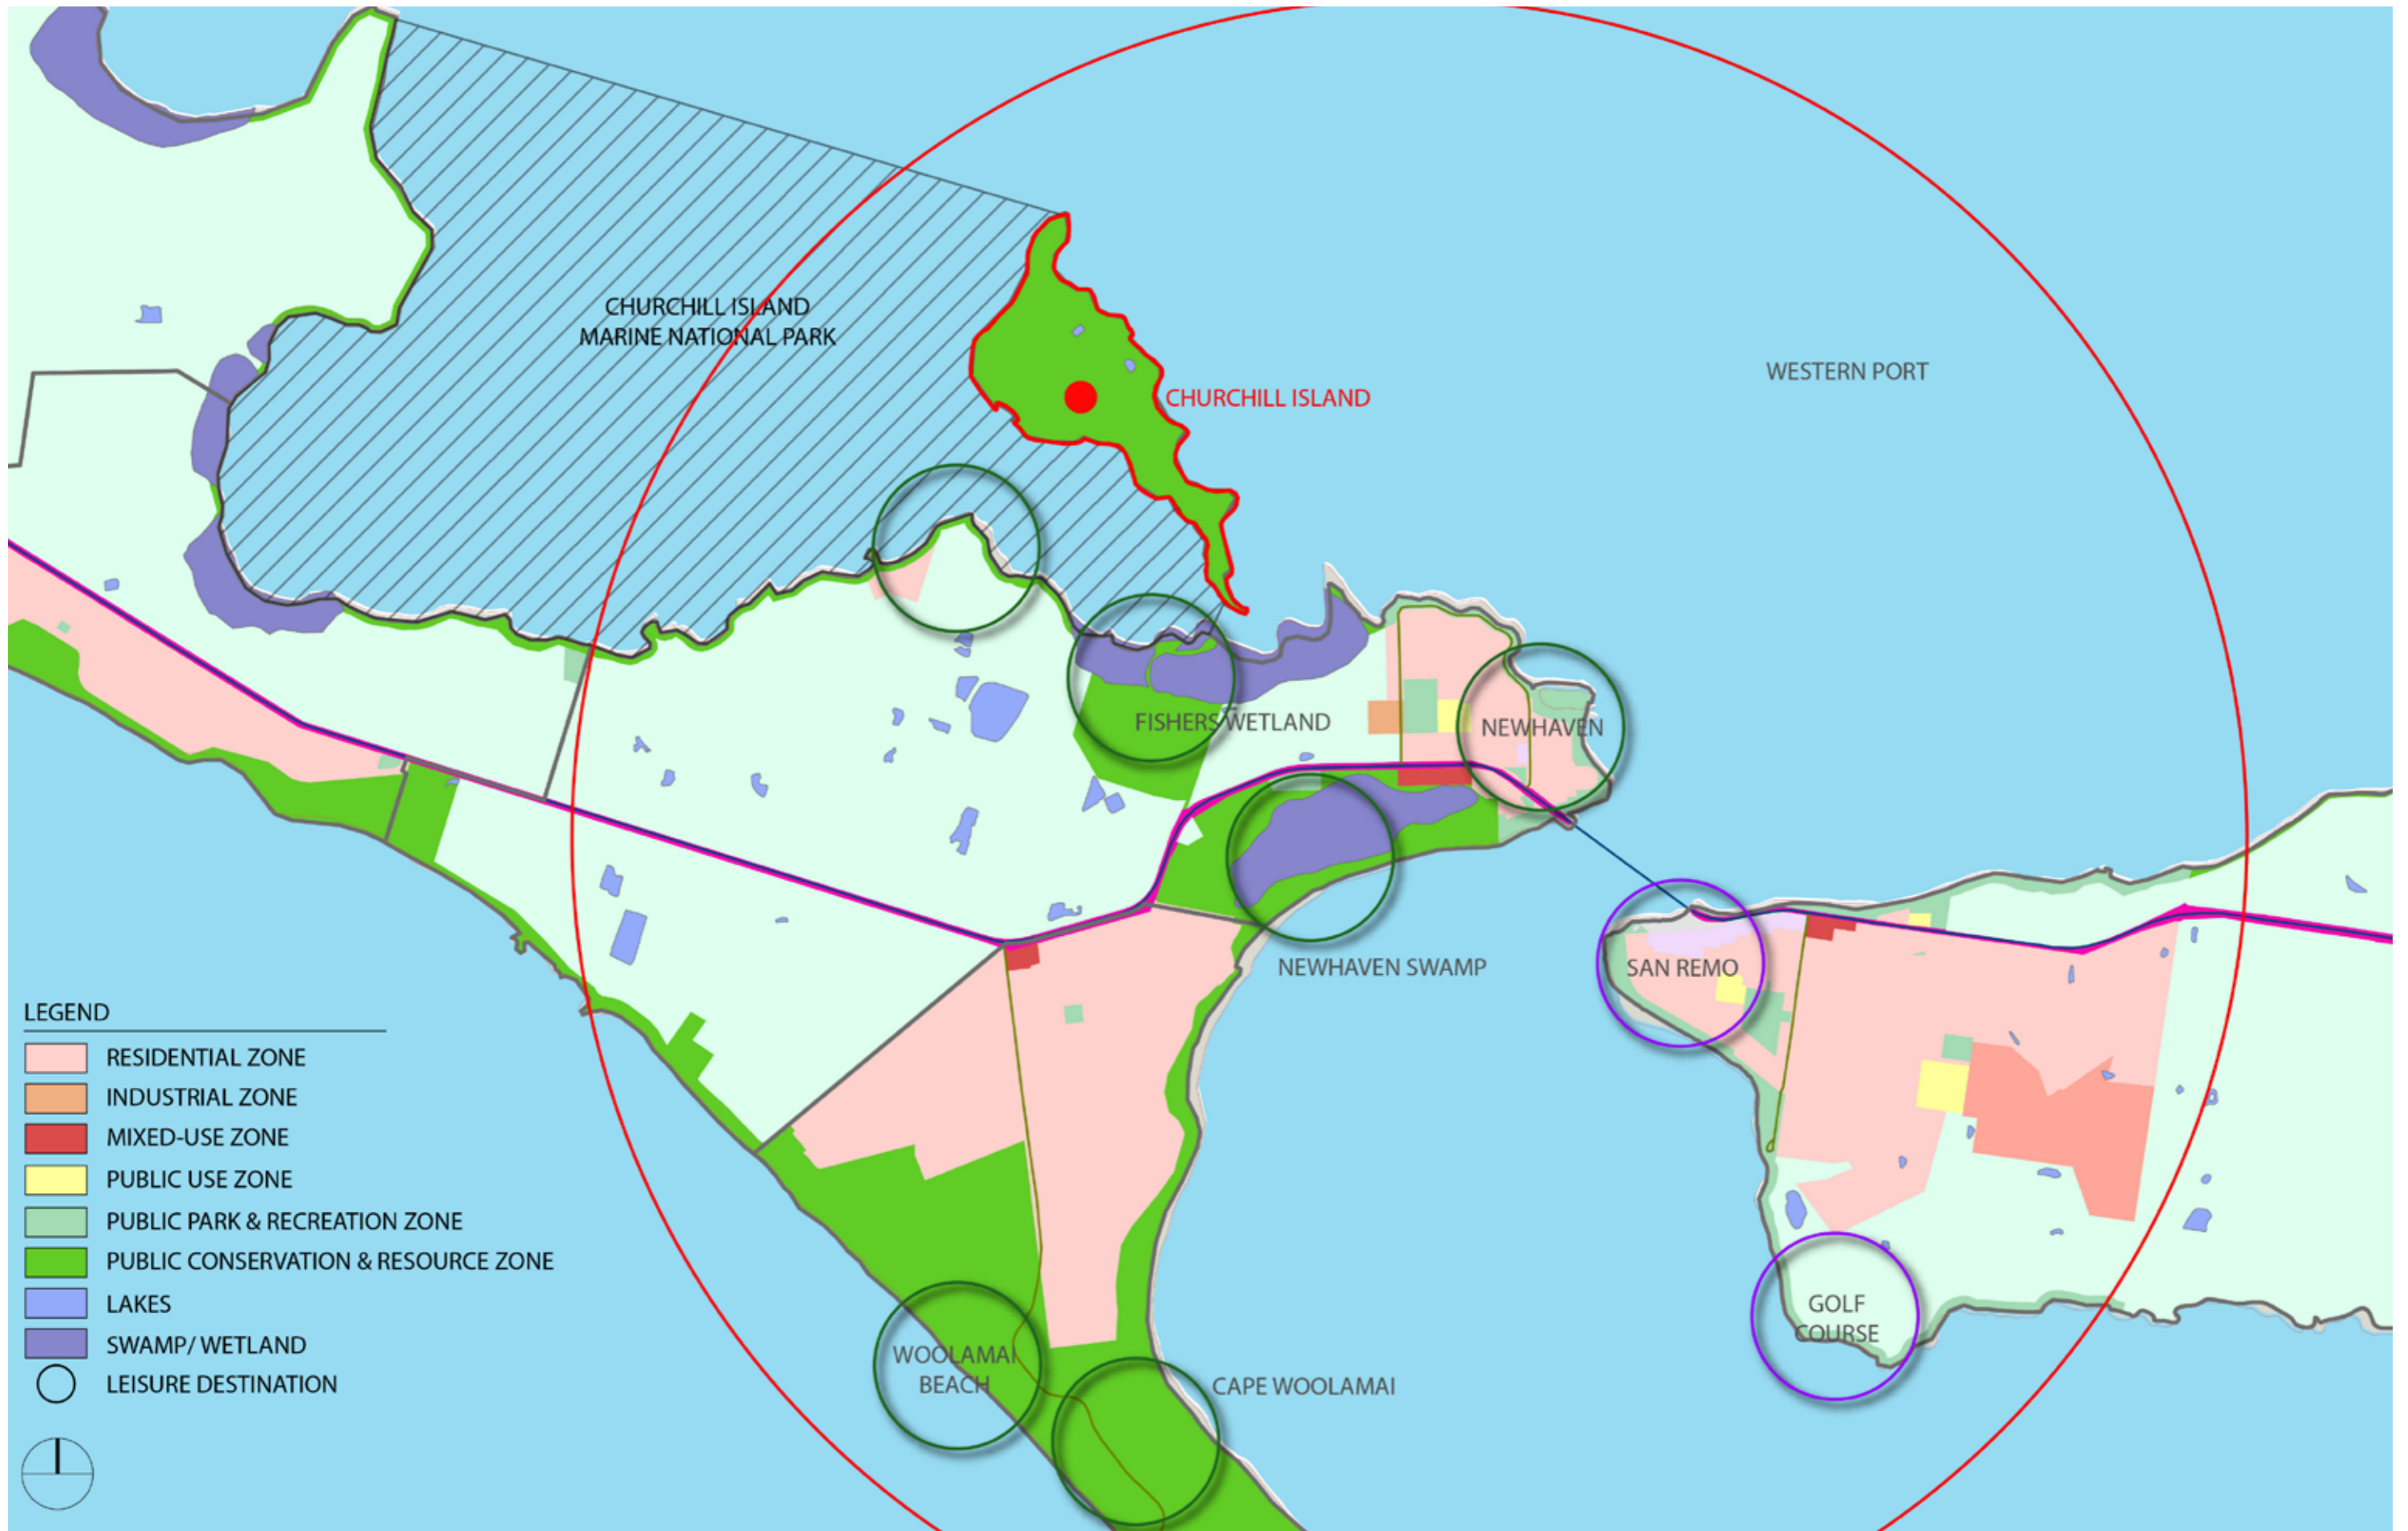 CHURCHILL ISLAND
MARINE NATIONAL PARK
WESTERN PORT
CHURCHILL ISLAND
FISHERS WETLAND
NEWHAVEN
NEWHAVEN SWAMP
SAN REMO
GOLF
COURSE
WOOLAMAI
BEACH
CAPE WOOLAMAI
LEGEND
RESIDENTIAL ZONE
INDUSTRIAL ZONE
MIXED-USE ZONE
PUBLIC USE ZONE
PUBLIC PARK & RECREATION ZONE
PUBLIC CONSERVATION & RESOURCE ZONE
LAKES
SWAMP/ WETLAND
LEISURE DESTINATION